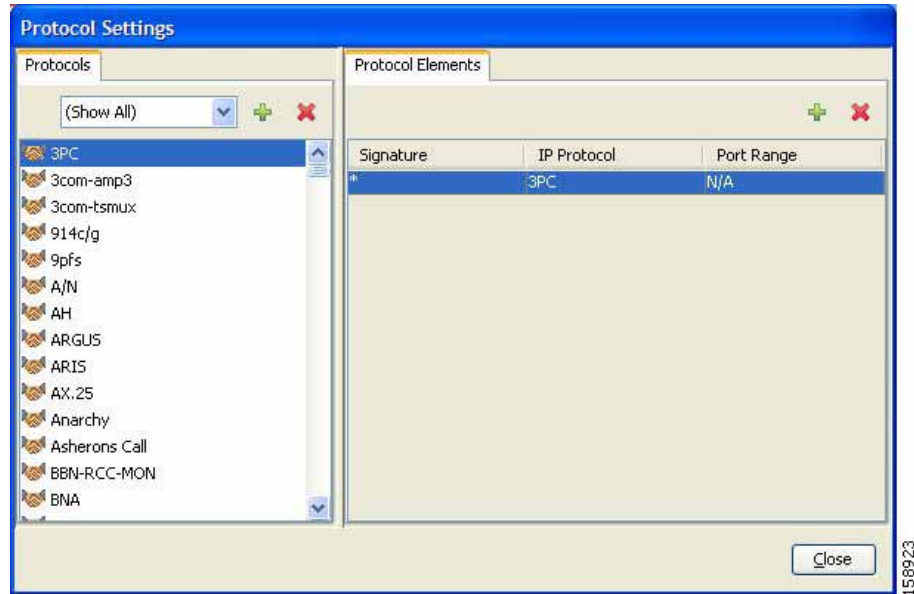 Protocol Settings
Protocols
(Show All)
3PC
3com-amp3
3com-tsmux
914c/g
9pfs
A/N
AH
ARGUS
ARIS
AX.25
Anarchy
Asherons Call
BBN-RCC-MON
BNA
Protocol Elements
Signature IP Protocol Port Range
* 3PC N/A
Close
158923